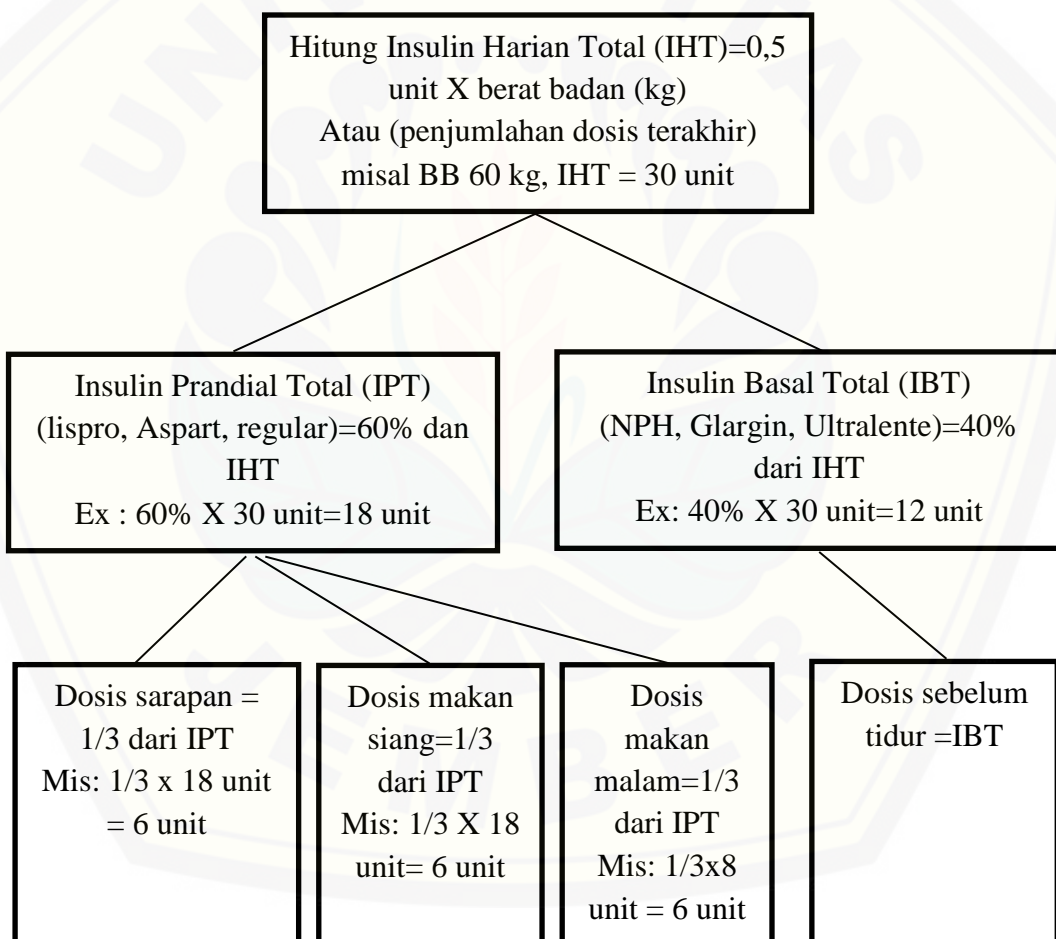 Hitung Insulin Harian Total (IHT)=0,5
unit X berat badan (kg)
Atau (penjumlahan dosis terakhir)
misal BB 60 kg, IHT = 30 unit
Insulin Prandial Total (IPT)
(lispro, Aspart, regular)=60% dan
IHT
Ex : 60% X 30 unit=18 unit
Insulin Basal Total (IBT)
(NPH, Glargin, Ultralente)=40%
dari IHT
Ex: 40% X 30 unit=12 unit
Dosis sarapan =
1/3 dari IPT
Mis: 1/3 x 18 unit
= 6 unit
Dosis makan
siang=1/3
dari IPT
Mis: 1/3 X 18
unit= 6 unit
Dosis
makan
malam=1/3
dari IPT
Mis: 1/3x8
unit = 6 unit
Dosis sebelum
tidur =IBT